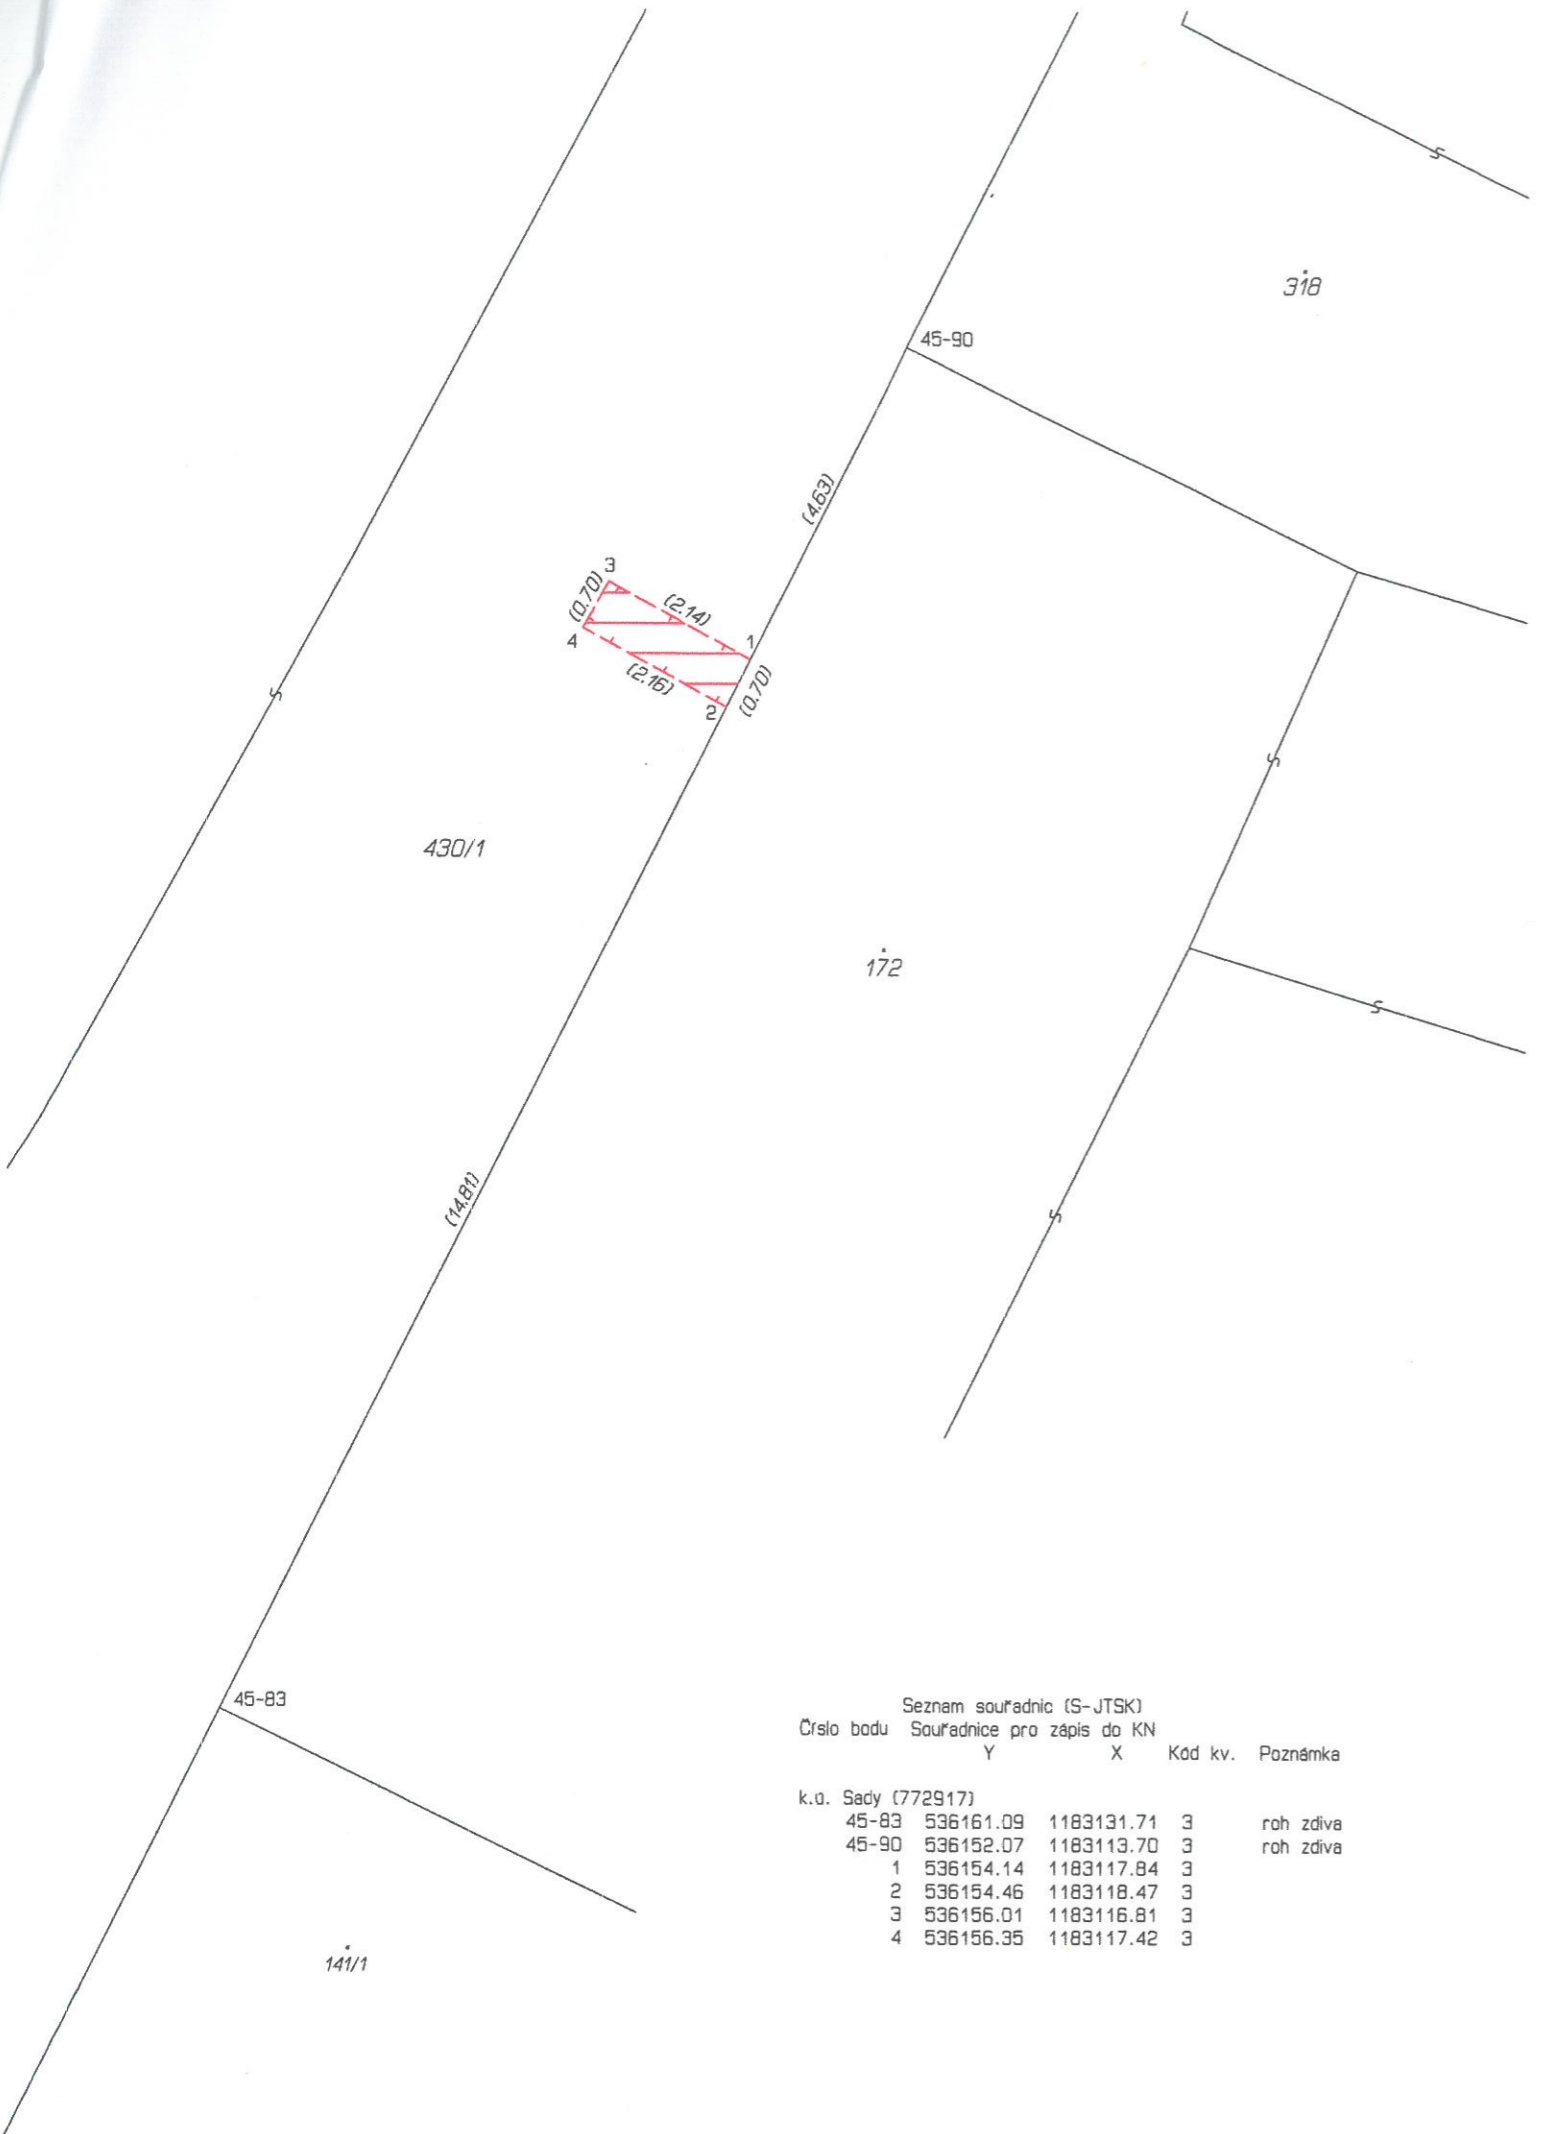 318
45-90
(4.63)
3
(0.70)
(2.14)
1
4
(2.16)
(0.70)
2
430/1
172
(14.81)
45-83
Seznam souřadnic (S-JTSK)
Číslo bodu Souřadnice pro zápis do KN
Y X Kód kv. Poznámka
k.ú. Sady (772917)
45-83 536161.09 1183131.71 3 roh zdiva
45-90 536152.07 1183113.70 3 roh zdiva
1 536154.14 1183117.84 3
2 536154.46 1183118.47 3
3 536156.01 1183116.81 3
4 536156.35 1183117.42 3
141/1